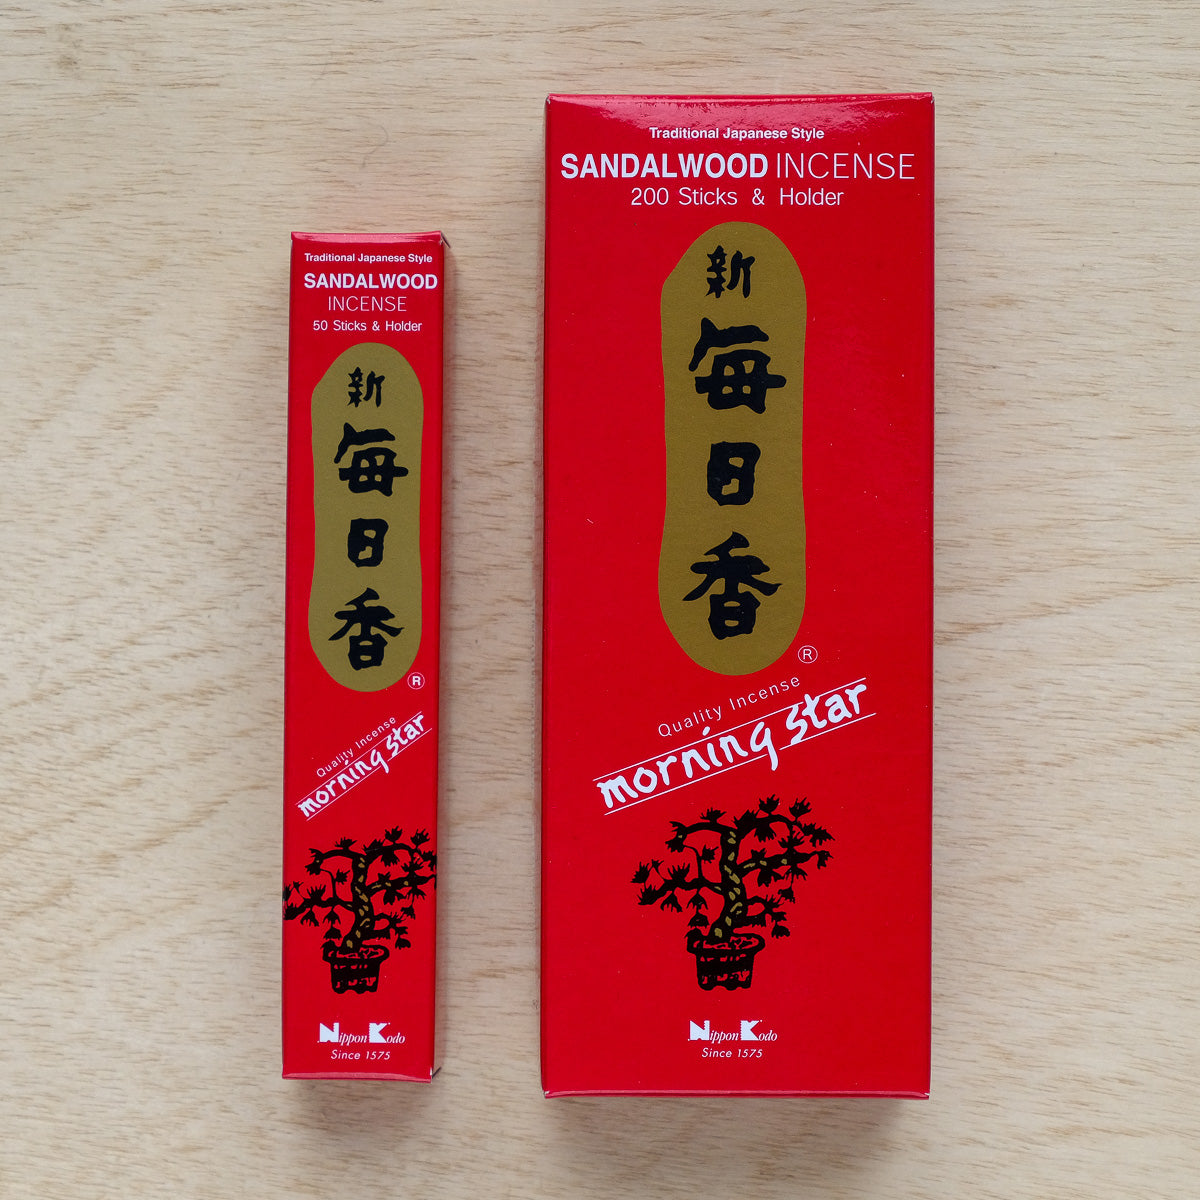 Traditional Japanese Style
SANDALWOOD
INCENSE
50 Sticks & Holder
新
毎
日
香
®
Quality Incense
morning star
Nippon Kodo
Since 1575
Traditional Japanese Style
SANDALWOOD INCENSE
200 Sticks & Holder
新
毎
日
香
®
Quality Incense
morning star
Nippon Kodo
Since 1575